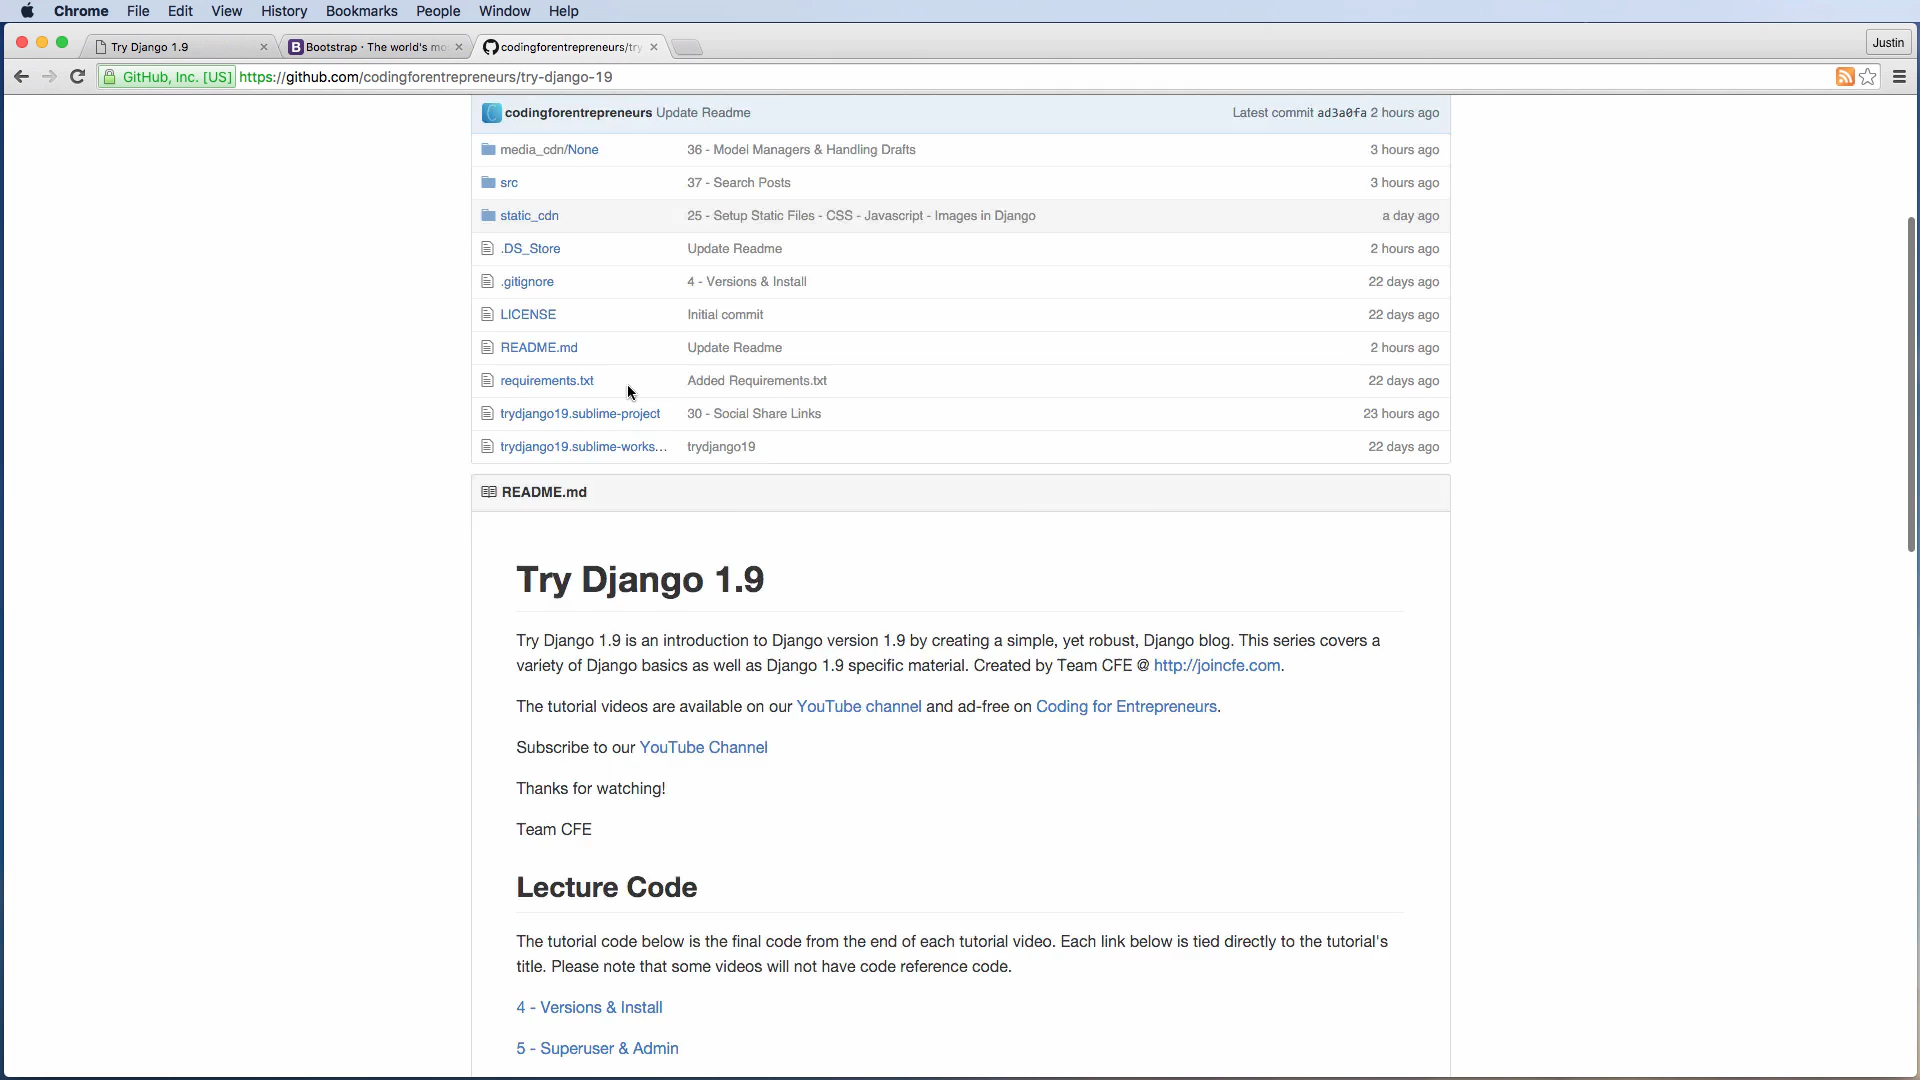 Chrome File Edit View History Bookmarks People Window Help
Try Django 1.9 Bootstrap · The world's mo codingforentrepreneurs/try Justin
GitHub, Inc. [US] https://github.com/codingforentrepreneurs/try-django-19
codingforentrepreneurs Update Readme Latest commit ad3a0fa 2 hours ago
media_cdn/None 36 - Model Managers & Handling Drafts 3 hours ago
src 37 - Search Posts 3 hours ago
static_cdn 25 - Setup Static Files - CSS - Javascript - Images in Django a day ago
.DS_Store Update Readme 2 hours ago
.gitignore 4 - Versions & Install 22 days ago
LICENSE Initial commit 22 days ago
README.md Update Readme 2 hours ago
requirements.txt Added Requirements.txt 22 days ago
trydjango19.sublime-project 30 - Social Share Links 23 hours ago
trydjango19.sublime-works… trydjango19 22 days ago
README.md
Try Django 1.9
Try Django 1.9 is an introduction to Django version 1.9 by creating a simple, yet robust, Django blog. This series covers a
variety of Django basics as well as Django 1.9 specific material. Created by Team CFE @ http://joincfe.com.
The tutorial videos are available on our YouTube channel and ad-free on Coding for Entrepreneurs.
Subscribe to our YouTube Channel
Thanks for watching!
Team CFE
Lecture Code
The tutorial code below is the final code from the end of each tutorial video. Each link below is tied directly to the tutorial's
title. Please note that some videos will not have code reference code.
4 - Versions & Install
5 - Superuser & Admin